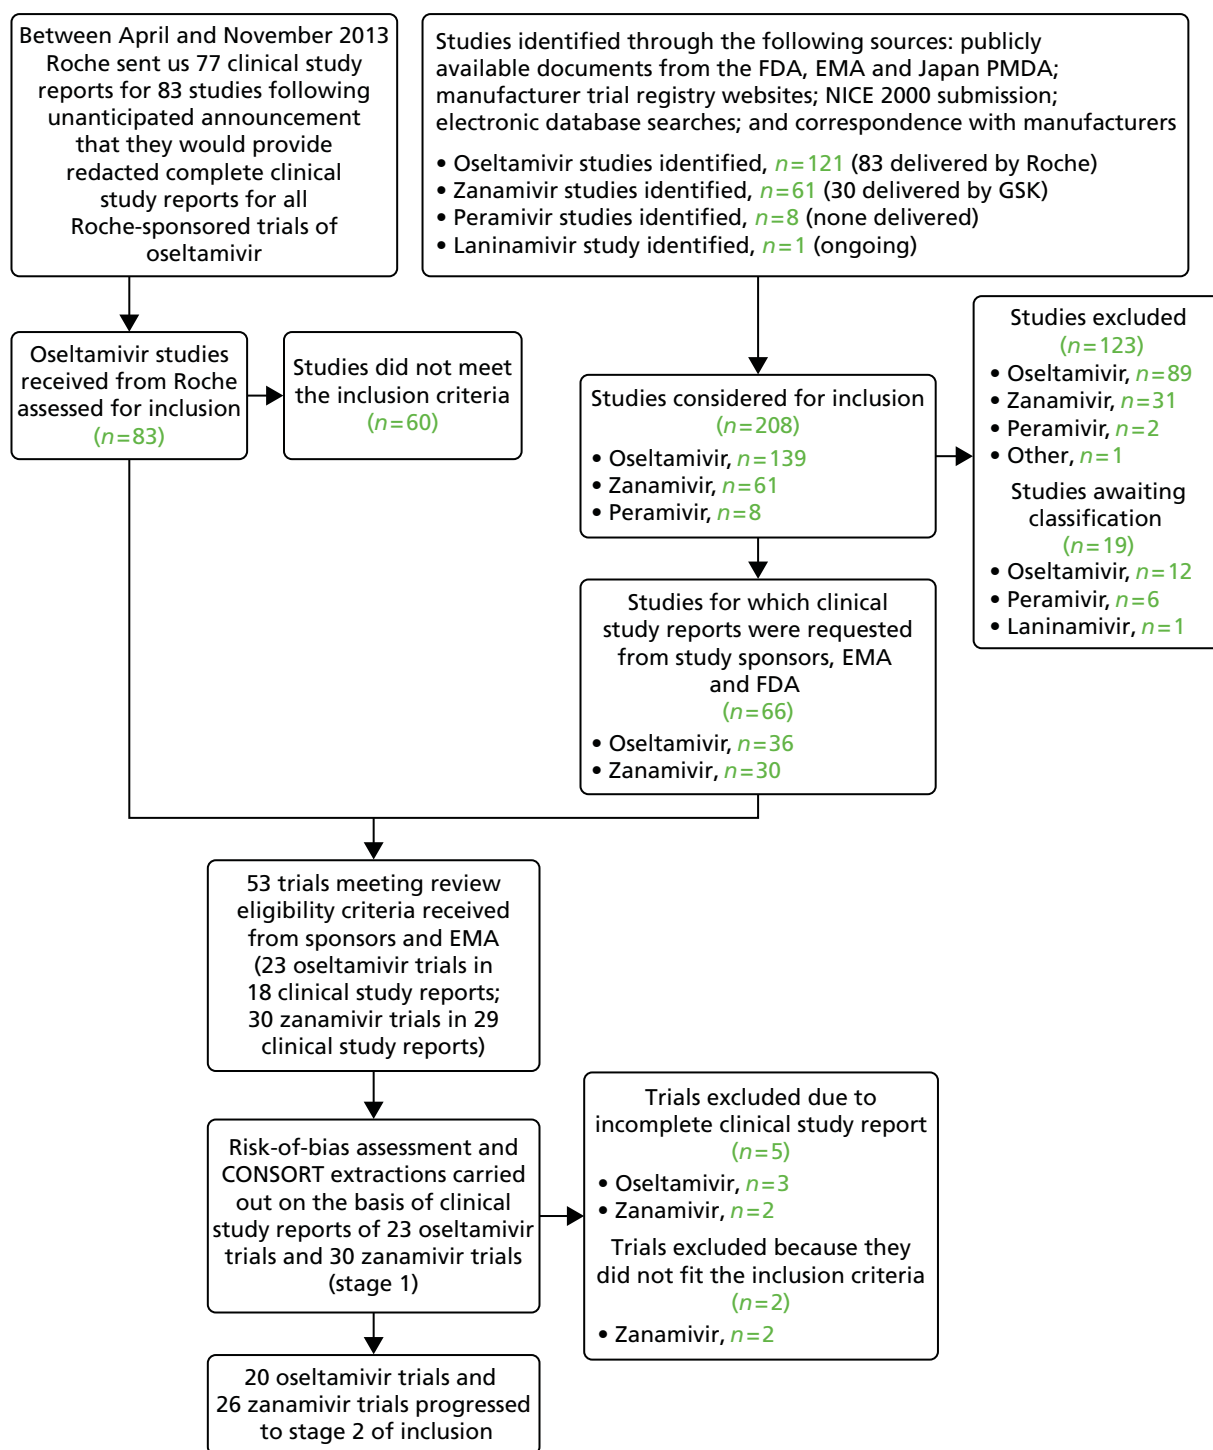 Between April and November 2013
Roche sent us 77 clinical study
reports for 83 studies following
unanticipated announcement
that they would provide
redacted complete clinical
study reports for all
Roche-sponsored trials of
oseltamivir
Studies identified through the following sources: publicly
available documents from the FDA, EMA and Japan PMDA;
manufacturer trial registry websites; NICE 2000 submission;
electronic database searches; and correspondence with manufacturers
• Oseltamivir studies identified, n=121 (83 delivered by Roche)
• Zanamivir studies identified, n=61 (30 delivered by GSK)
• Peramivir studies identified, n=8 (none delivered)
• Laninamivir study identified, n=1 (ongoing)
Oseltamivir studies
received from Roche
assessed for inclusion
(n=83)
Studies did not meet
the inclusion criteria
(n=60)
Studies considered for inclusion
(n=208)
• Oseltamivir, n=139
• Zanamivir, n=61
• Peramivir, n=8
Studies excluded
(n=123)
• Oseltamivir, n=89
• Zanamivir, n=31
• Peramivir, n=2
• Other, n=1
Studies awaiting
classification
(n=19)
• Oseltamivir, n=12
• Peramivir, n=6
• Laninamivir, n=1
Studies for which clinical
study reports were requested
from study sponsors, EMA
and FDA
(n=66)
• Oseltamivir, n=36
• Zanamivir, n=30
53 trials meeting review
eligibility criteria received
from sponsors and EMA
(23 oseltamivir trials in
18 clinical study reports;
30 zanamivir trials in 29
clinical study reports)
Risk-of-bias assessment and
CONSORT extractions carried
out on the basis of clinical
study reports of 23 oseltamivir
trials and 30 zanamivir trials
(stage 1)
Trials excluded due to
incomplete clinical study report
(n=5)
• Oseltamivir, n=3
• Zanamivir, n=2
Trials excluded because they
did not fit the inclusion criteria
(n=2)
• Zanamivir, n=2
20 oseltamivir trials and
26 zanamivir trials progressed
to stage 2 of inclusion